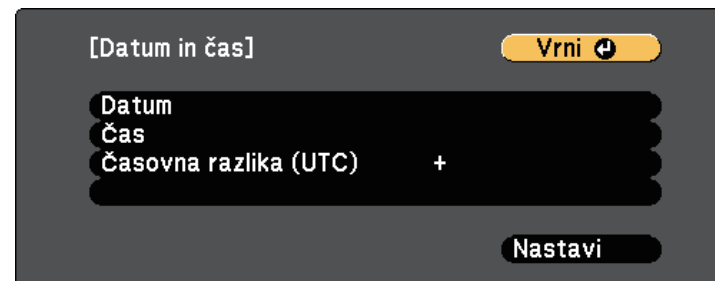 [Datum in čas]
Vrni
Datum
Čas
Časovna razlika (UTC) +
Nastavi